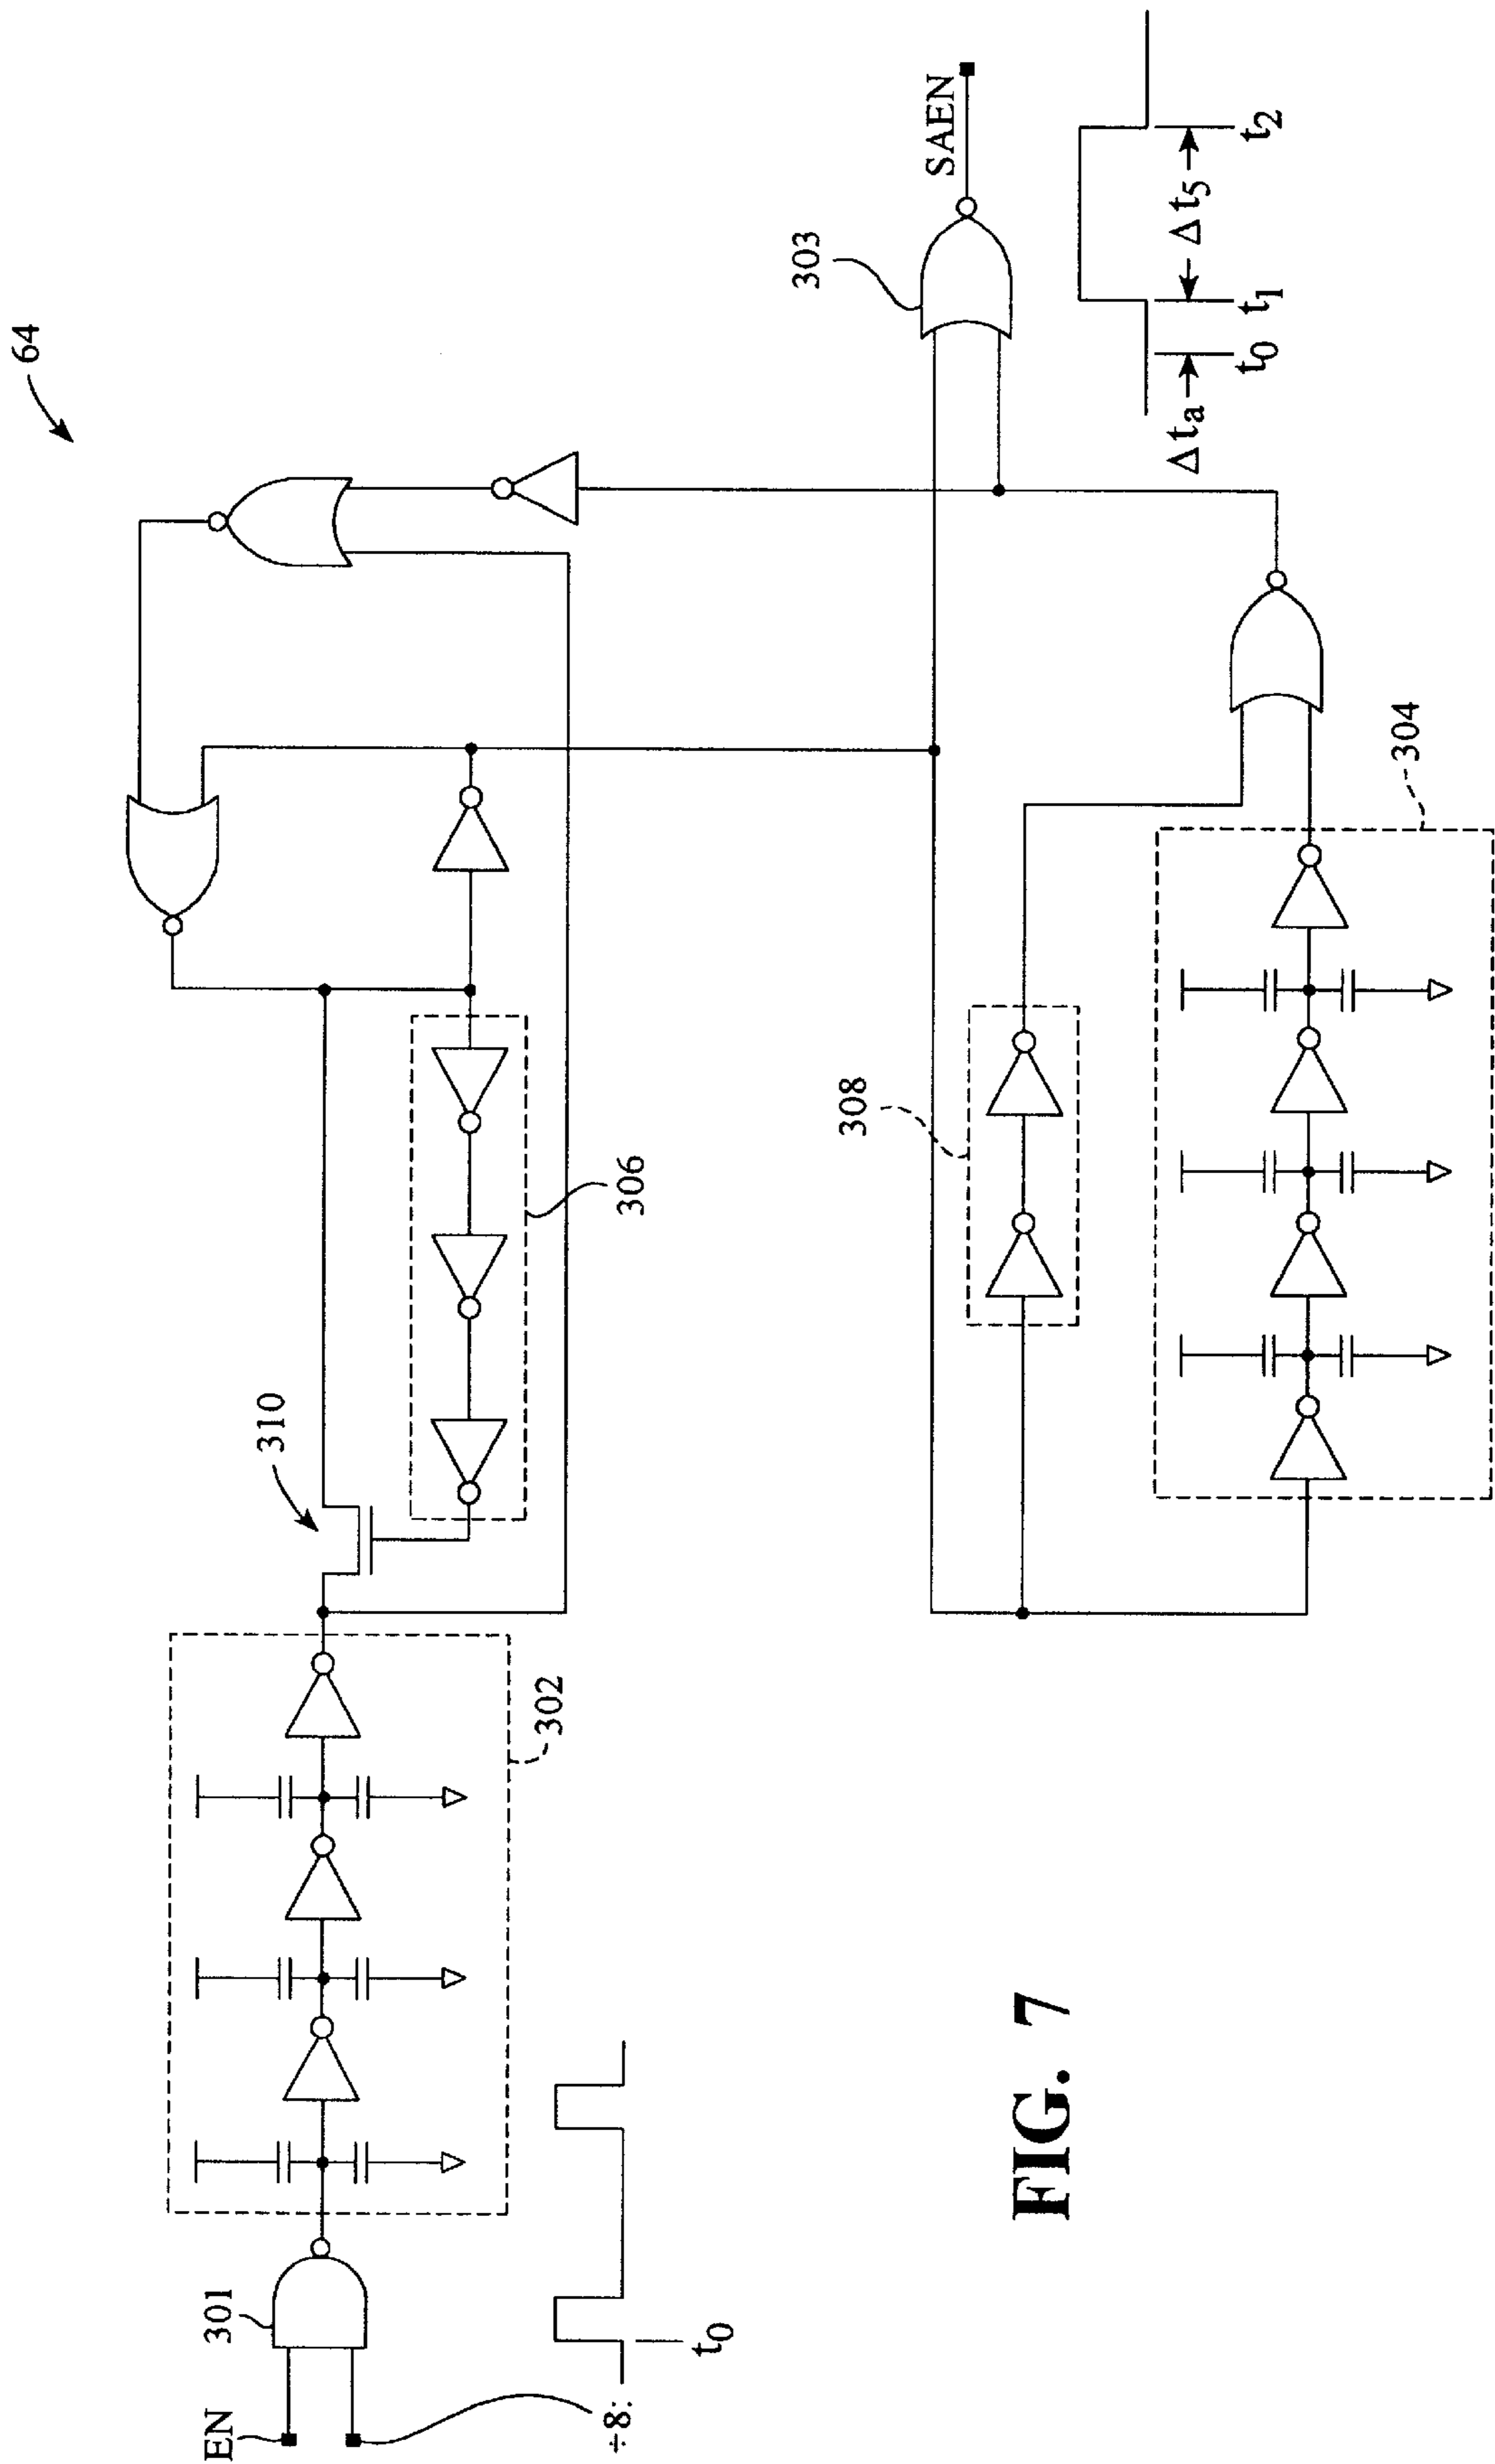 64
SAEN
303
Δta
t0
t1
Δt5
t2
304
308
306
310
302
301
EN
÷8:
t0
FIG. 7